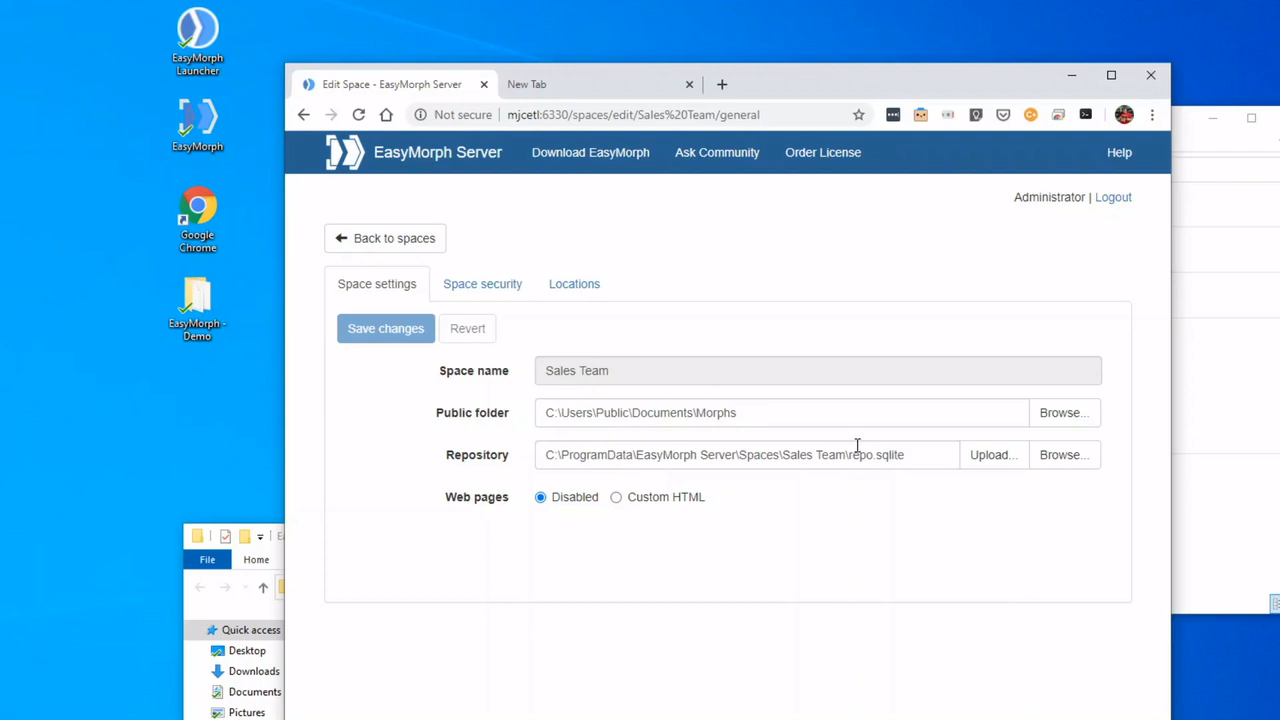 EasyMorph
Launcher
EasyMorph
Google
Chrome
EasyMorph -
Demo
Edit Space - EasyMorph Server
New Tab
Not secure
mjcetl:6330/spaces/edit/Sales%20Team/general
EasyMorph Server
Download EasyMorph
Ask Community
Order License
Help
Administrator | Logout
Back to spaces
Space settings
Space security
Locations
Save changes
Revert
Space name
Sales Team
Public folder
C:\Users\Public\Documents\Morphs
Browse...
Repository
C:\ProgramData\EasyMorph Server\Spaces\Sales Team\repo.sqlite
Upload...
Browse...
Web pages
Disabled
Custom HTML
File
Home
Quick access
Desktop
Downloads
Documents
Pictures